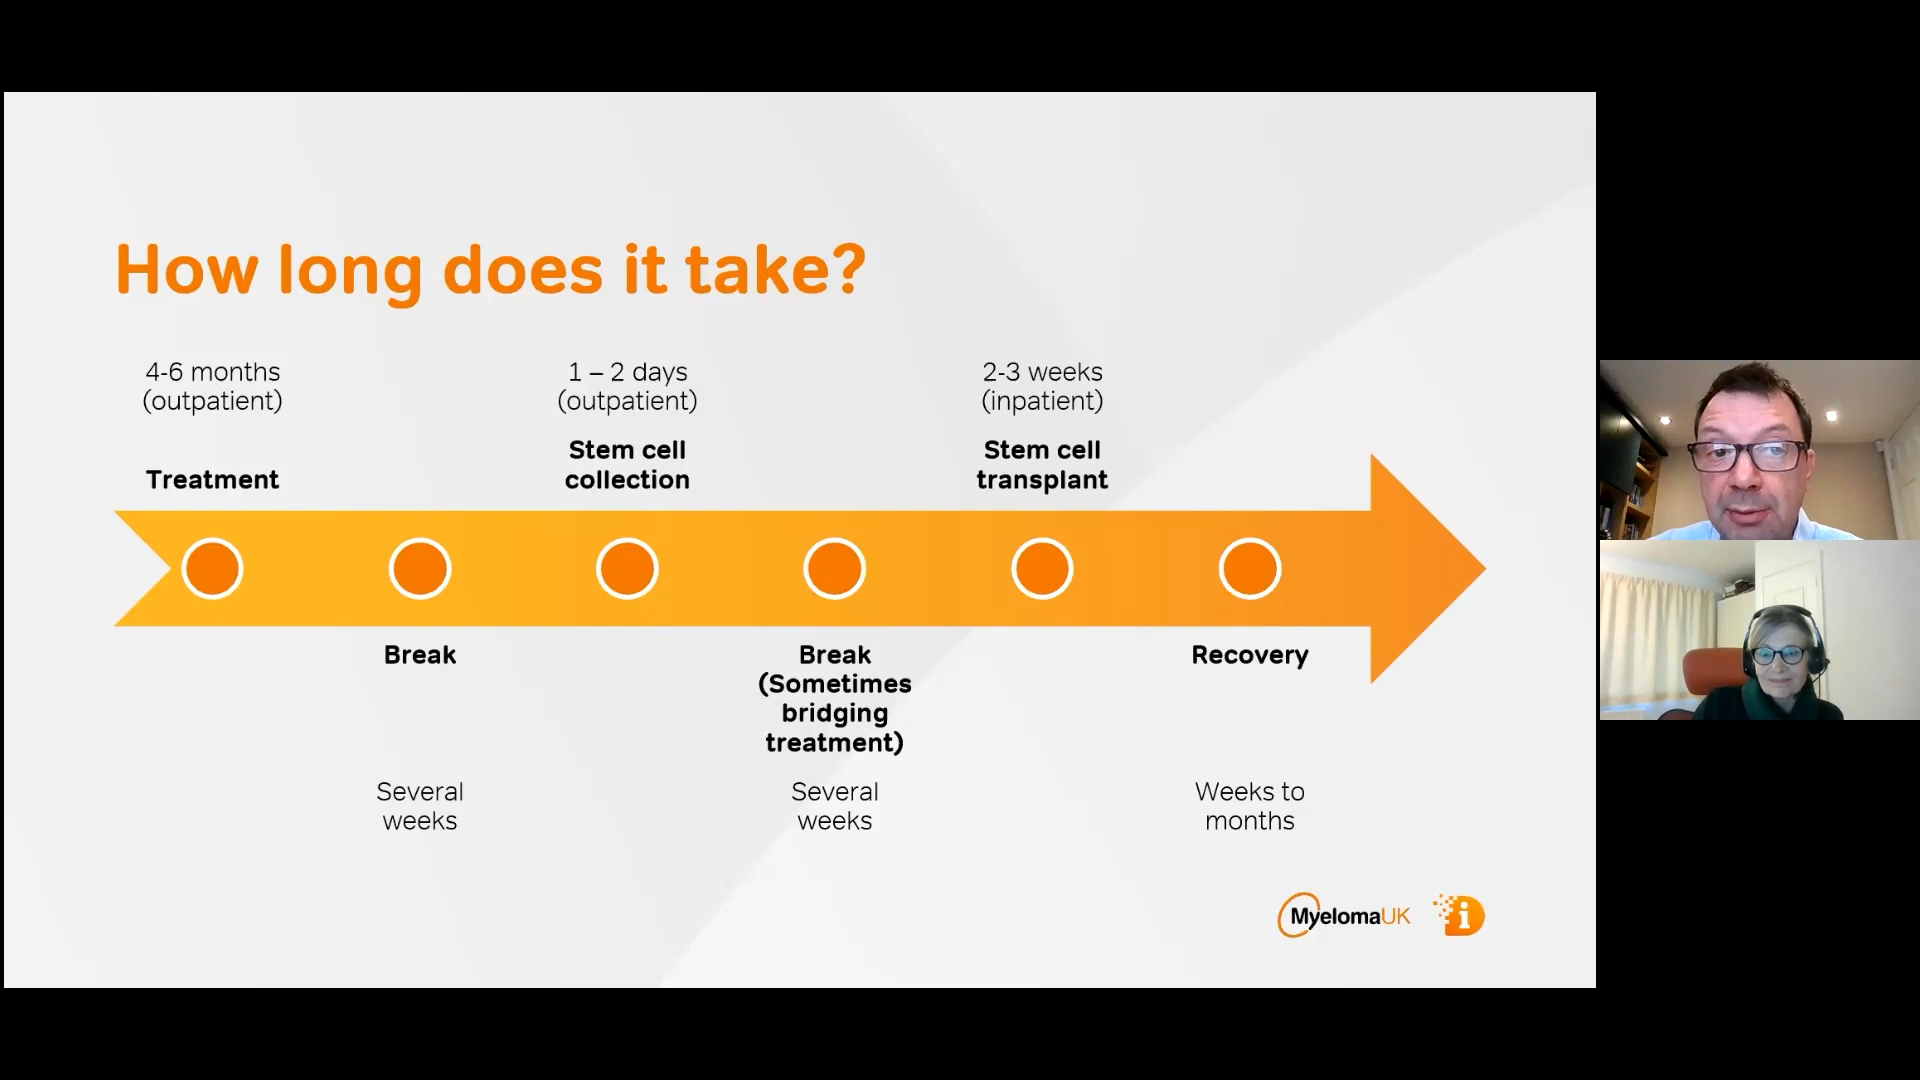 How long does it take?
4-6 months
(outpatient)
Treatment
1 – 2 days
(outpatient)
Stem cell
collection
2-3 weeks
(inpatient)
Stem cell
transplant
Break
Several
weeks
Break
(Sometimes
bridging
treatment)
Several
weeks
Recovery
Weeks to
months
MyelomaUK
i